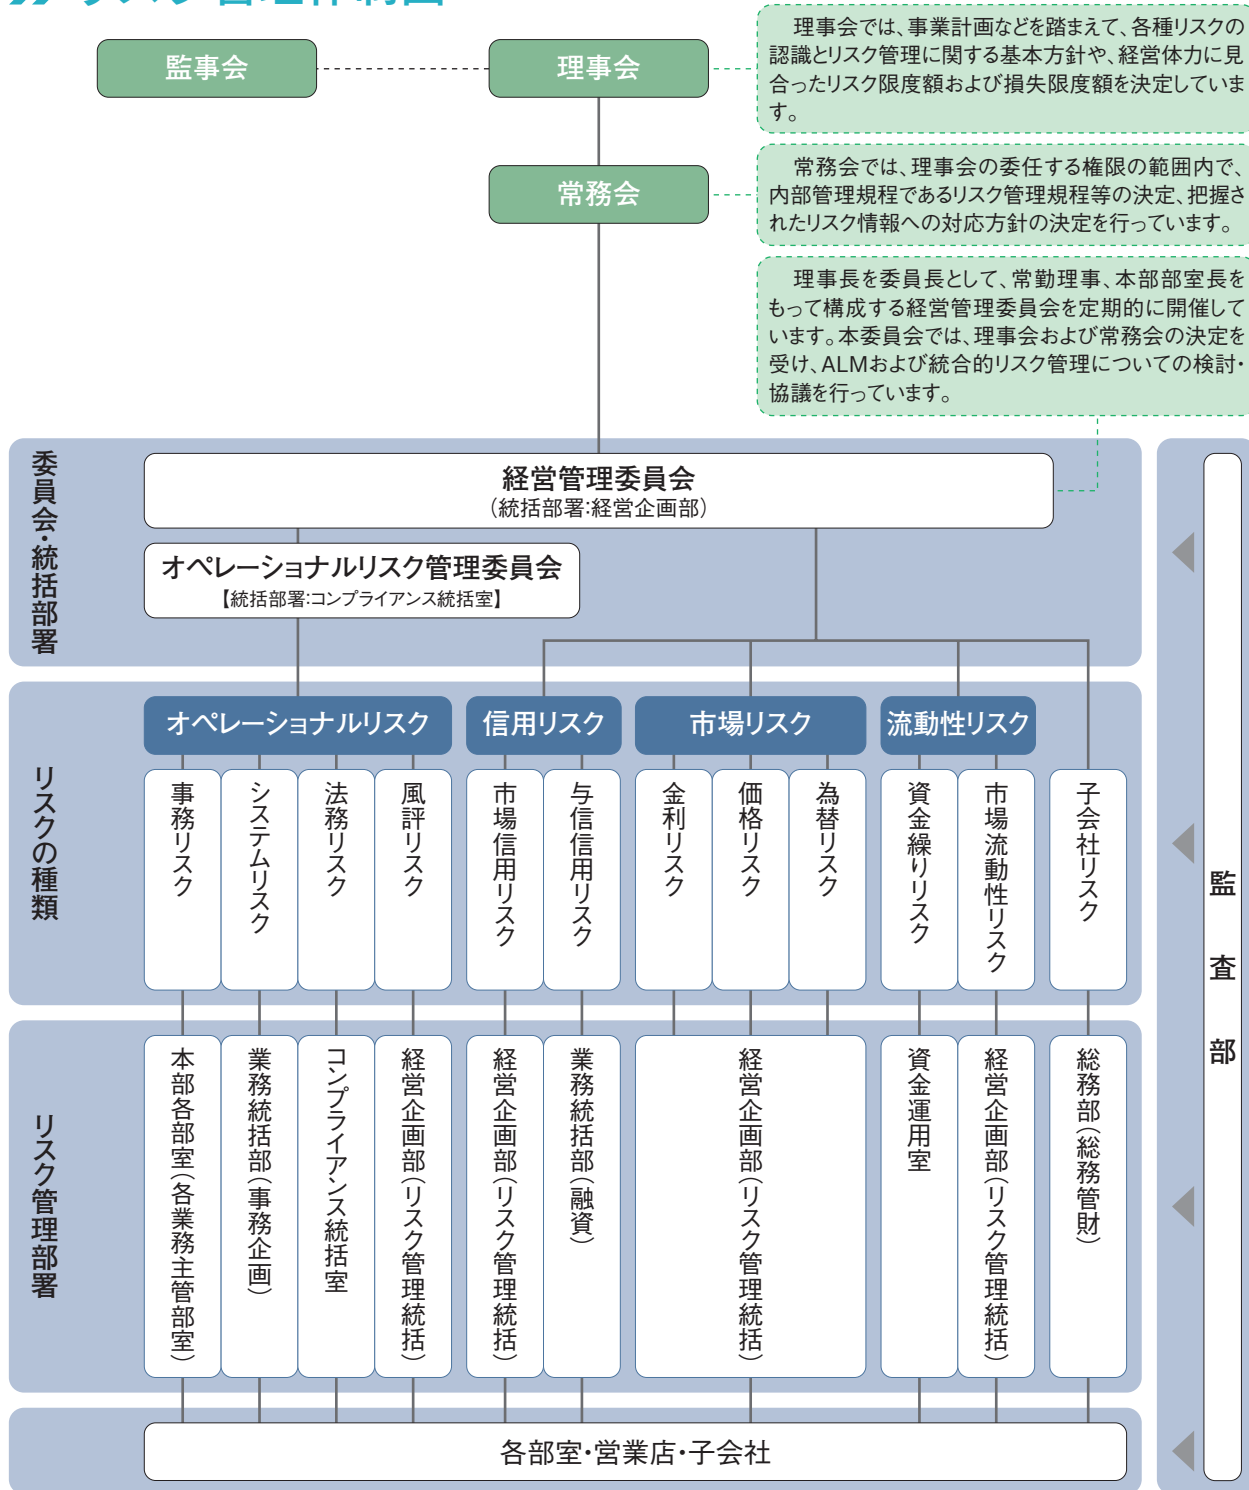 監事会
理事会
理事会では、事業計画などを踏まえて、各種リスクの
認識とリスク管理に関する基本方針や、経営体力に見
合ったリスク限度額および損失限度額を決定していま
す。
常務会
常務会では、理事会の委任する権限の範囲内で、
内部管理規程であるリスク管理規程等の決定、把握さ
れたリスク情報への対応方針の決定を行っています。
理事長を委員長として、常勤理事、本部部室長を
もって構成する経営管理委員会を定期的に開催して
います。本委員会では、理事会および常務会の決定を
受け、ALMおよび統合的リスク管理についての検討・
協議を行っています。
委員会・統括部署
経営管理委員会
(統括部署:経営企画部)
オペレーショナルリスク管理委員会
【統括部署:コンプライアンス統括室】
リスクの種類
オペレーショナルリスク
信用リスク
市場リスク
流動性リスク
事務リスク
システムリスク
法務リスク
風評リスク
市場信用リスク
与信信用リスク
金利リスク
価格リスク
為替リスク
資金繰りリスク
市場流動性リスク
子会社リスク
リスク管理部署
本部各部室(各業務主管部室)
業務統括部(事務企画)
コンプライアンス統括室
経営企画部(リスク管理統括)
経営企画部(リスク管理統括)
業務統括部(融資)
経営企画部(リスク管理統括)
資金運用室
経営企画部(リスク管理統括)
総務部(総務管財)
各部室・営業店・子会社
監査部